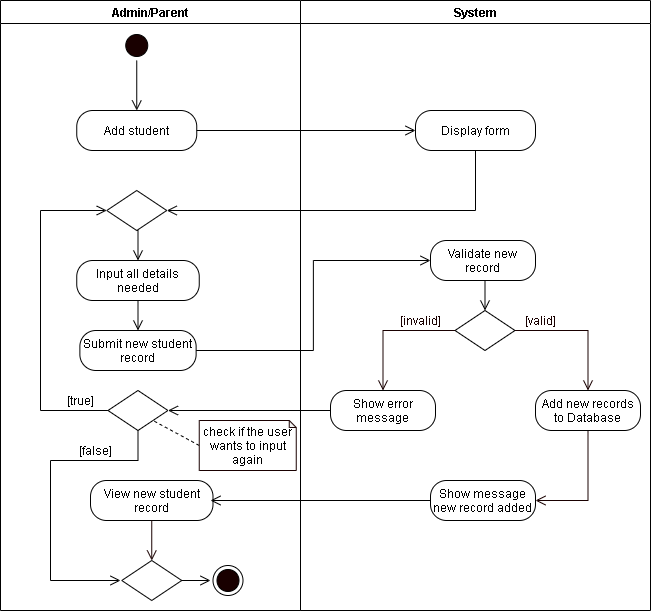 Admin/Parent
System
Add student
Display form
Validate new
record
Input all details
needed
[invalid]
[valid]
Submit new student
record
[true]
Show error
message
Add new records
to Database
check if the user
wants to input
again
[false]
View new student
record
Show message
new record added